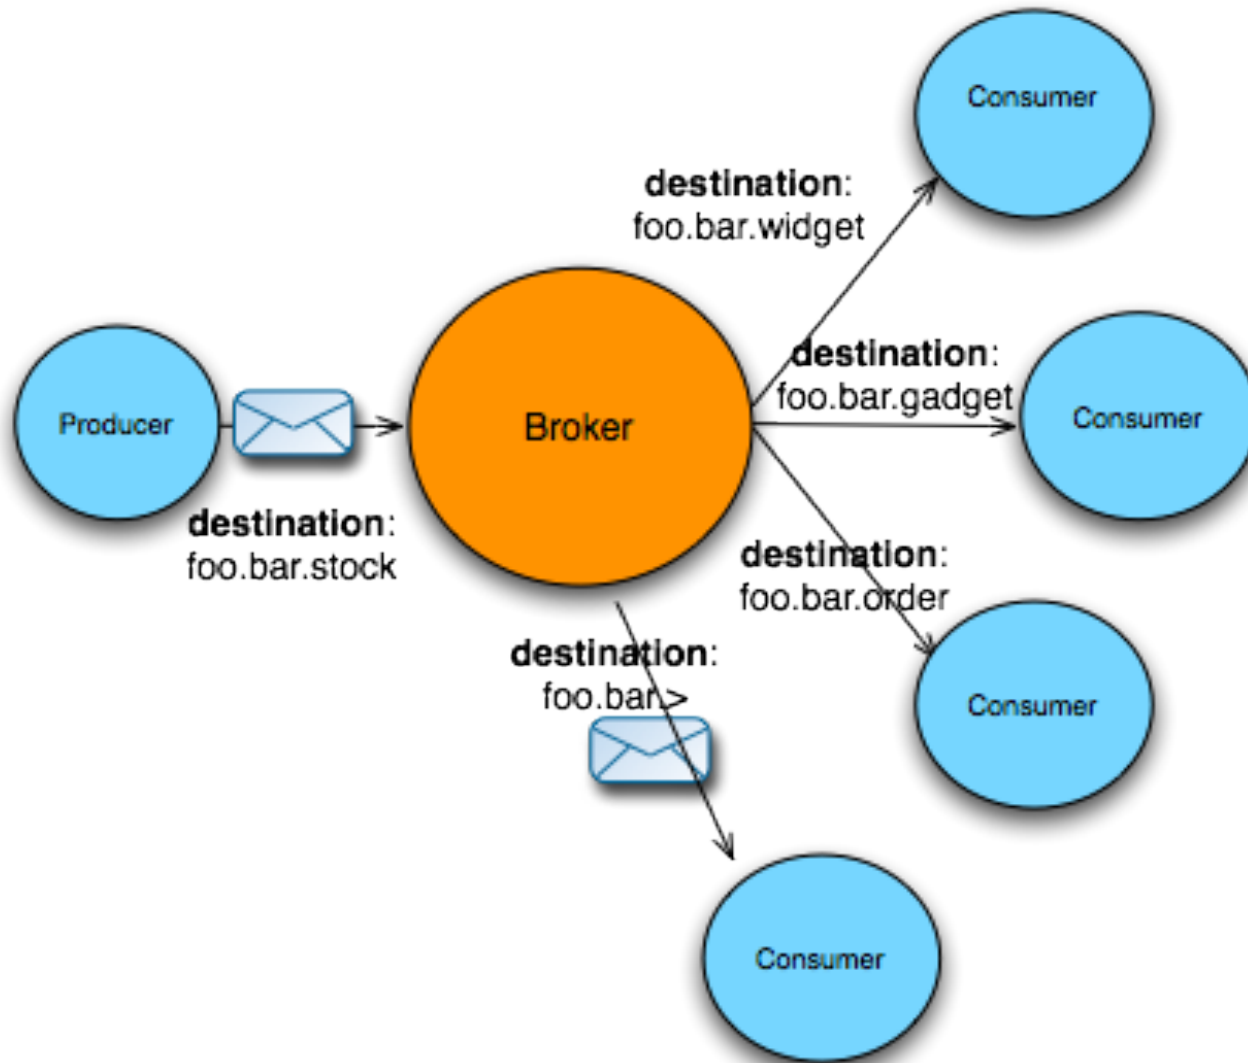 Consumer
destination:
foo.bar.widget
destination:
foo.bar.gadget
Consumer
Producer
Broker
destination:
foo.bar.stock
destination:
foo.bar.order
destination:
foo.bar.>
Consumer
Consumer